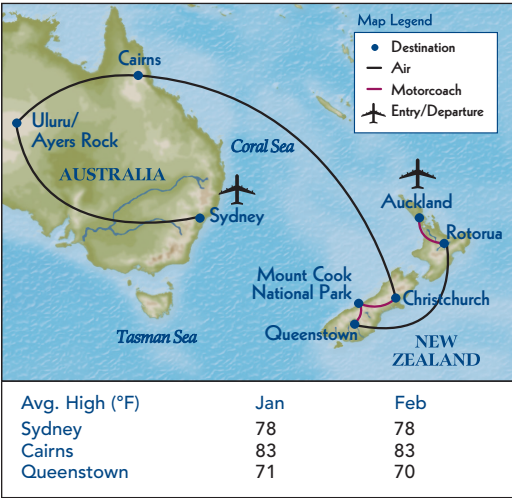 Map Legend
Destination
Air
Motorcoach
Entry/Departure
Cairns
Uluru/
Ayers Rock
Coral Sea
AUSTRALIA
Sydney
Auckland
Rotorua
Mount Cook
National Park
Christchurch
Queenstown
Tasman Sea
NEW
ZEALAND
Avg. High (°F) Jan Feb
Sydney 78 78
Cairns 83 83
Queenstown 71 70